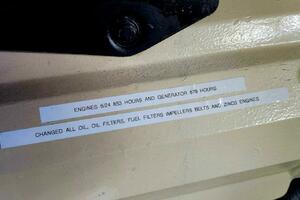 ENGINES 5/24 853 HOURS AND GENERATOR 678 HOURS
CHANGED ALL OIL, OIL FILTERS, FUEL FILTERS IMPELLERS BELTS AND ZINCS ENGINES